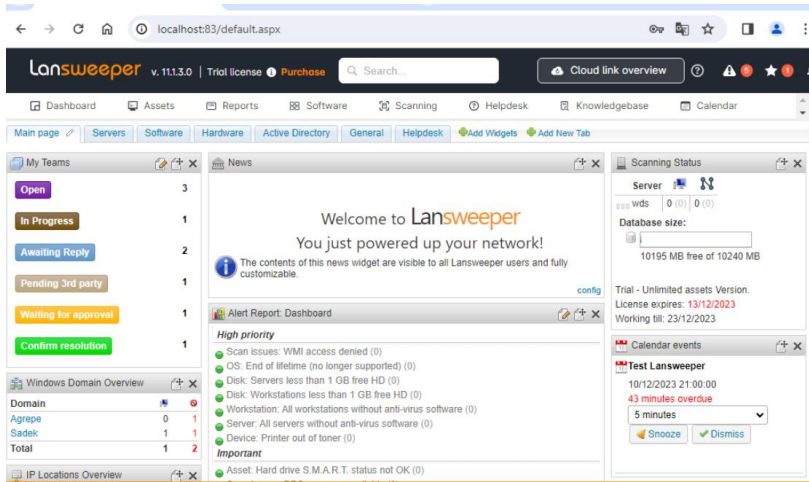 localhost:83/default.aspx
Lansweeper v. 11.1.3.0 | Trial license Purchase Search... Cloud link overview 5 1
Dashboard Assets Reports Software Scanning Helpdesk Knowledgebase Calendar
Main page Servers Software Hardware Active Directory General Helpdesk Add Widgets Add New Tab
My Teams
Open 3
In Progress 1
Awaiting Reply 2
Pending 3rd party 1
Waiting for approval 1
Confirm resolution 1
Windows Domain Overview
Domain
Agrepe 0 1
Sadek 1 1
Total 1 2
IP Locations Overview
News
Welcome to Lansweeper
You just powered up your network!
The contents of this news widget are visible to all Lansweeper users and fully
customizable.
config
Alert Report: Dashboard
High priority
Scan issues: WMI access denied (0)
OS: End of lifetime (no longer supported) (0)
Disk: Servers less than 1 GB free HD (0)
Disk: Workstations less than 1 GB free HD (0)
Workstation: All workstations without anti-virus software (0)
Server: All servers without anti-virus software (0)
Device: Printer out of toner (0)
Important
Asset: Hard drive S.M.A.R.T. status not OK (0)
Scanning Status
Server
wds 0 (0) 0 (0)
Database size:
10195 MB free of 10240 MB
Trial - Unlimited assets Version.
License expires: 13/12/2023
Working till: 23/12/2023
Calendar events
Test Lansweeper
10/12/2023 21:00:00
43 minutes overdue
5 minutes
Snooze Dismiss